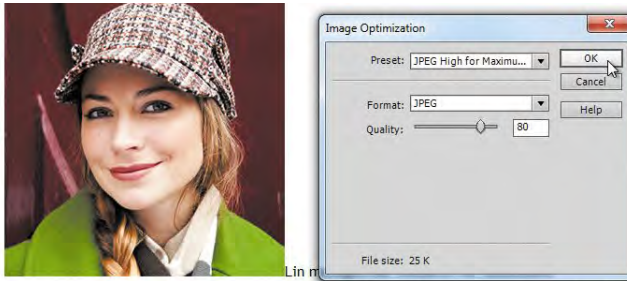 Image Optimization
Preset: JPEG High for Maximu... OK
Cancel
Format: JPEG Help
Quality: 80
Lin m
File size: 25 K